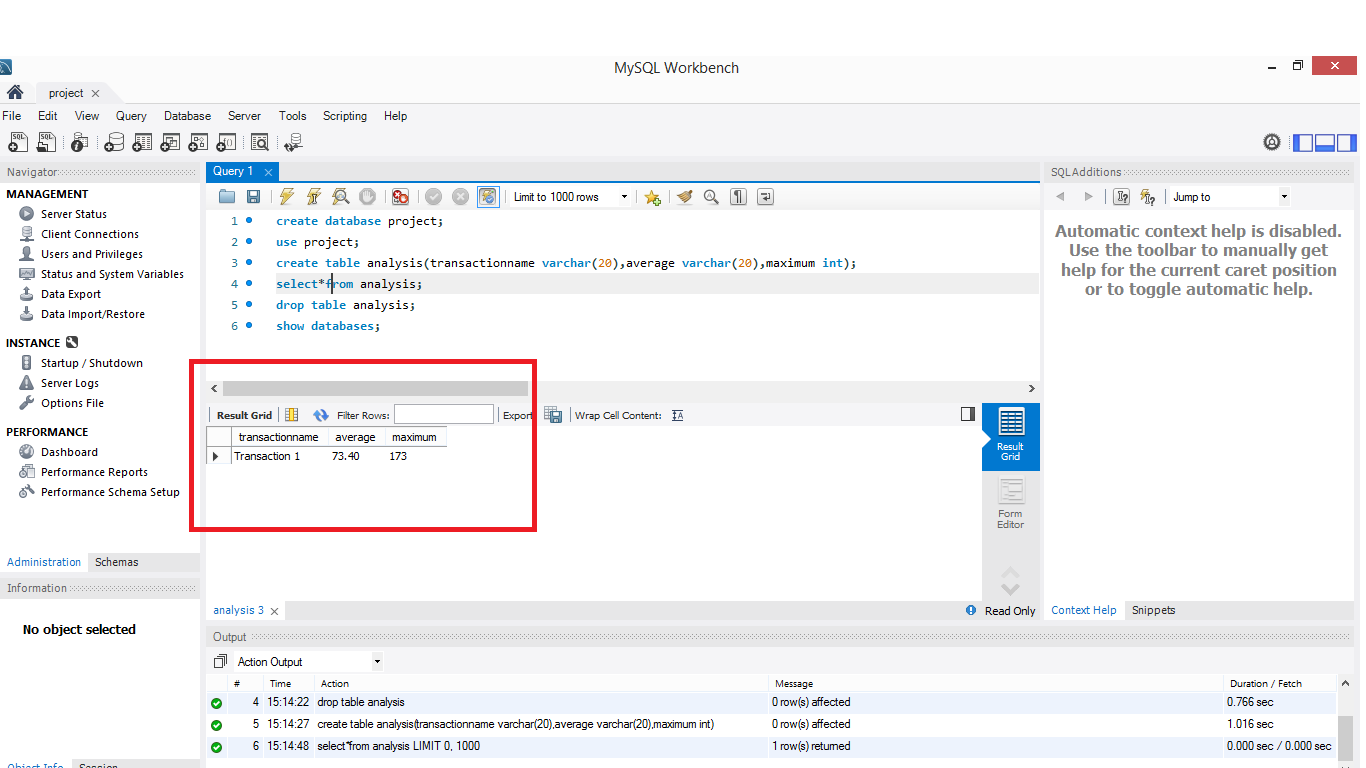 MySQL Workbench
project
File Edit View Query Database Server Tools Scripting Help
Navigator
MANAGEMENT
Server Status
Client Connections
Users and Privileges
Status and System Variables
Data Export
Data Import/Restore
INSTANCE
Startup / Shutdown
Server Logs
Options File
PERFORMANCE
Dashboard
Performance Reports
Performance Schema Setup
Administration Schemas
Information
No object selected
Query 1
Limit to 1000 rows
1 create database project;
2 use project;
3 create table analysis(transactionname varchar(20),average varchar(20),maximum int);
4 select*from analysis;
5 drop table analysis;
6 show databases;
Result Grid Filter Rows: Export Wrap Cell Content:
transactionname average maximum
Transaction 1 73.40 173
Result
Grid
Form
Editor
analysis 3
Read Only
SQLAdditions
Jump to
Automatic context help is disabled.
Use the toolbar to manually get
help for the current caret position
or to toggle automatic help.
Context Help Snippets
Output
Action Output
# Time Action Message Duration / Fetch
4 15:14:22 drop table analysis 0 row(s) affected 0.766 sec
5 15:14:27 create table analysis(transactionname varchar(20),average varchar(20),maximum int) 0 row(s) affected 1.016 sec
6 15:14:48 select*from analysis LIMIT 0, 1000 1 row(s) returned 0.000 sec / 0.000 sec
Object Info Session